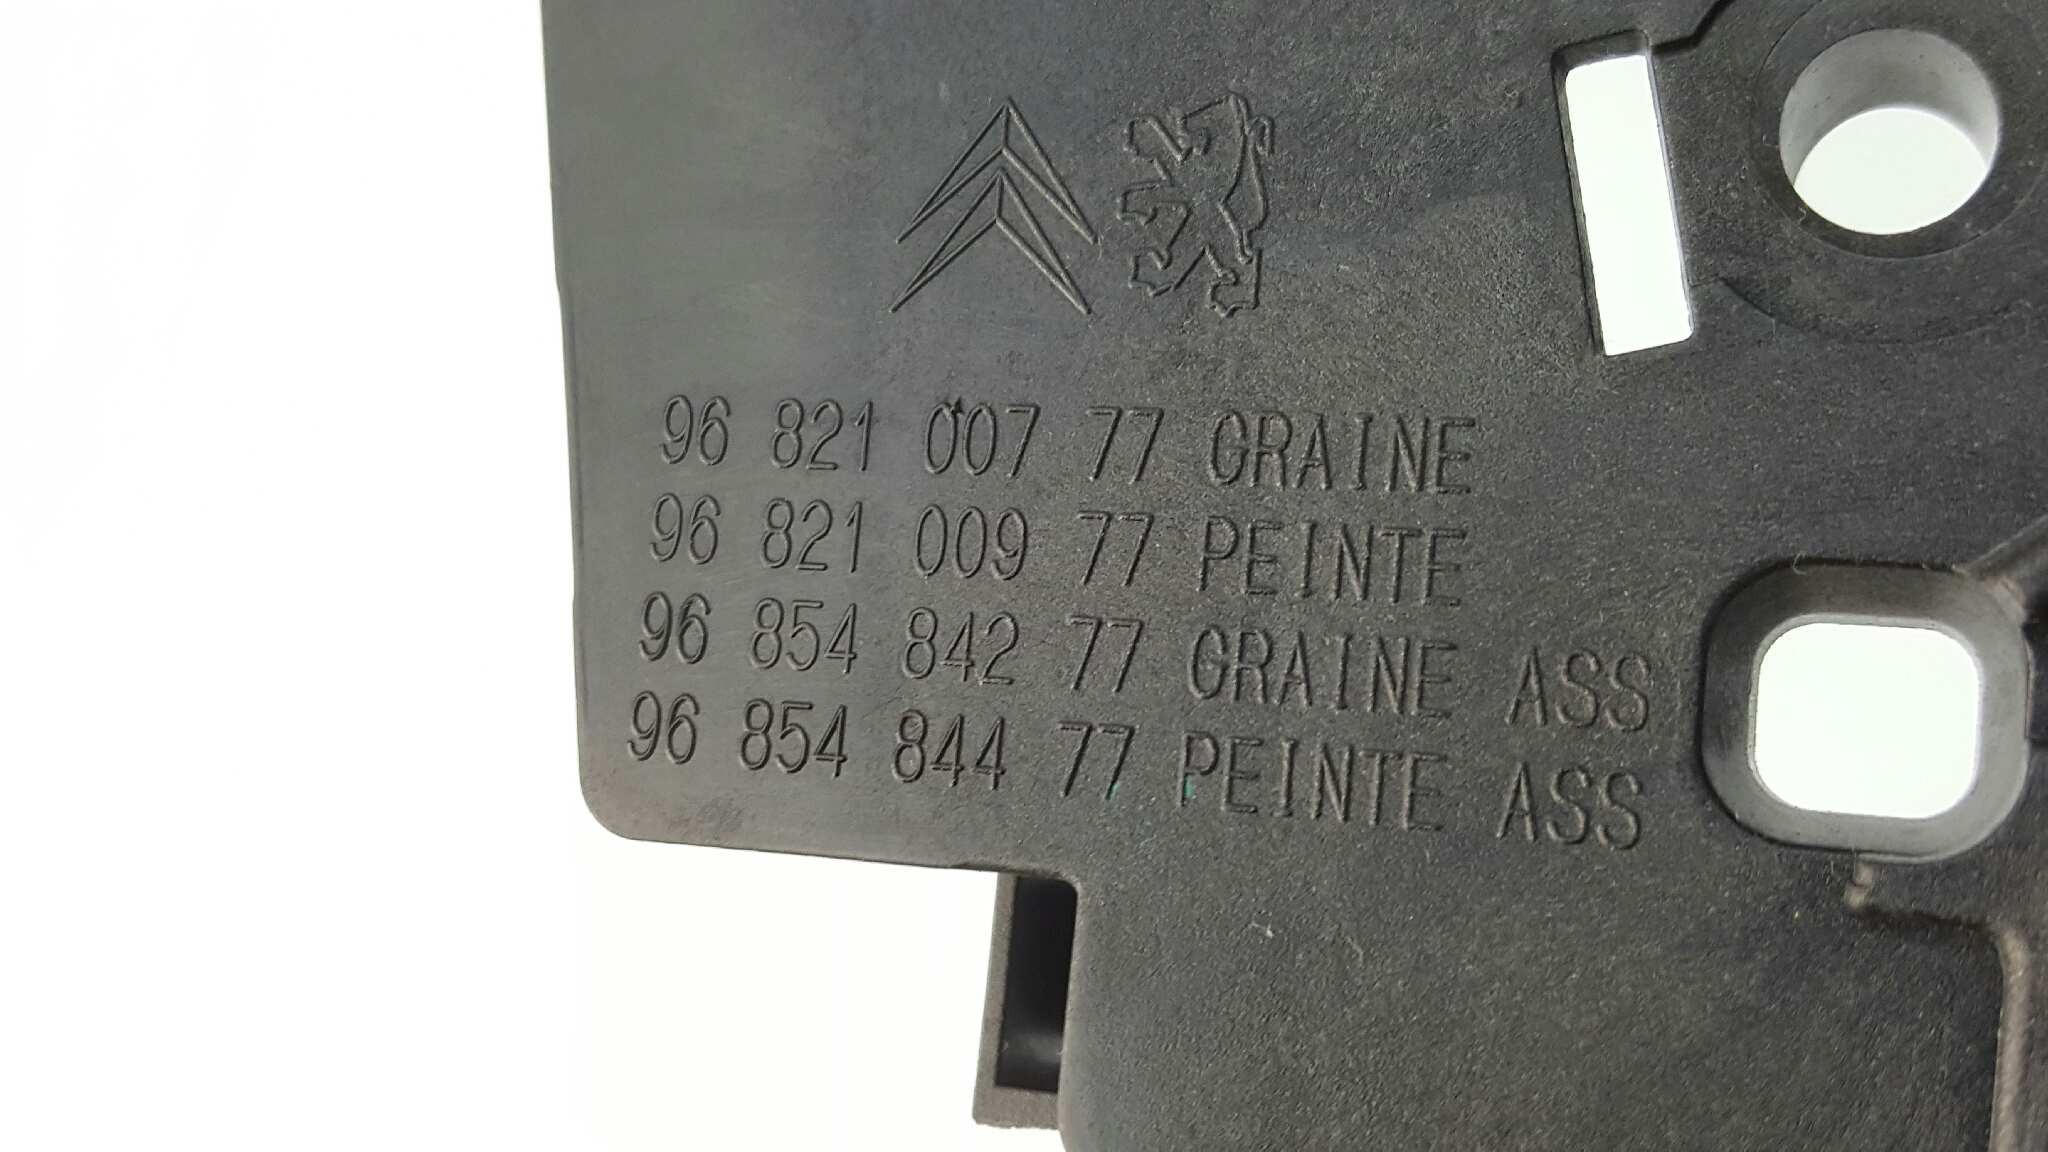 96 821 007 77 GRAINE
96 821 009 77 PEINTE
96 854 842 77 GRAINE ASS
96 854 844 77 PEINTE ASS